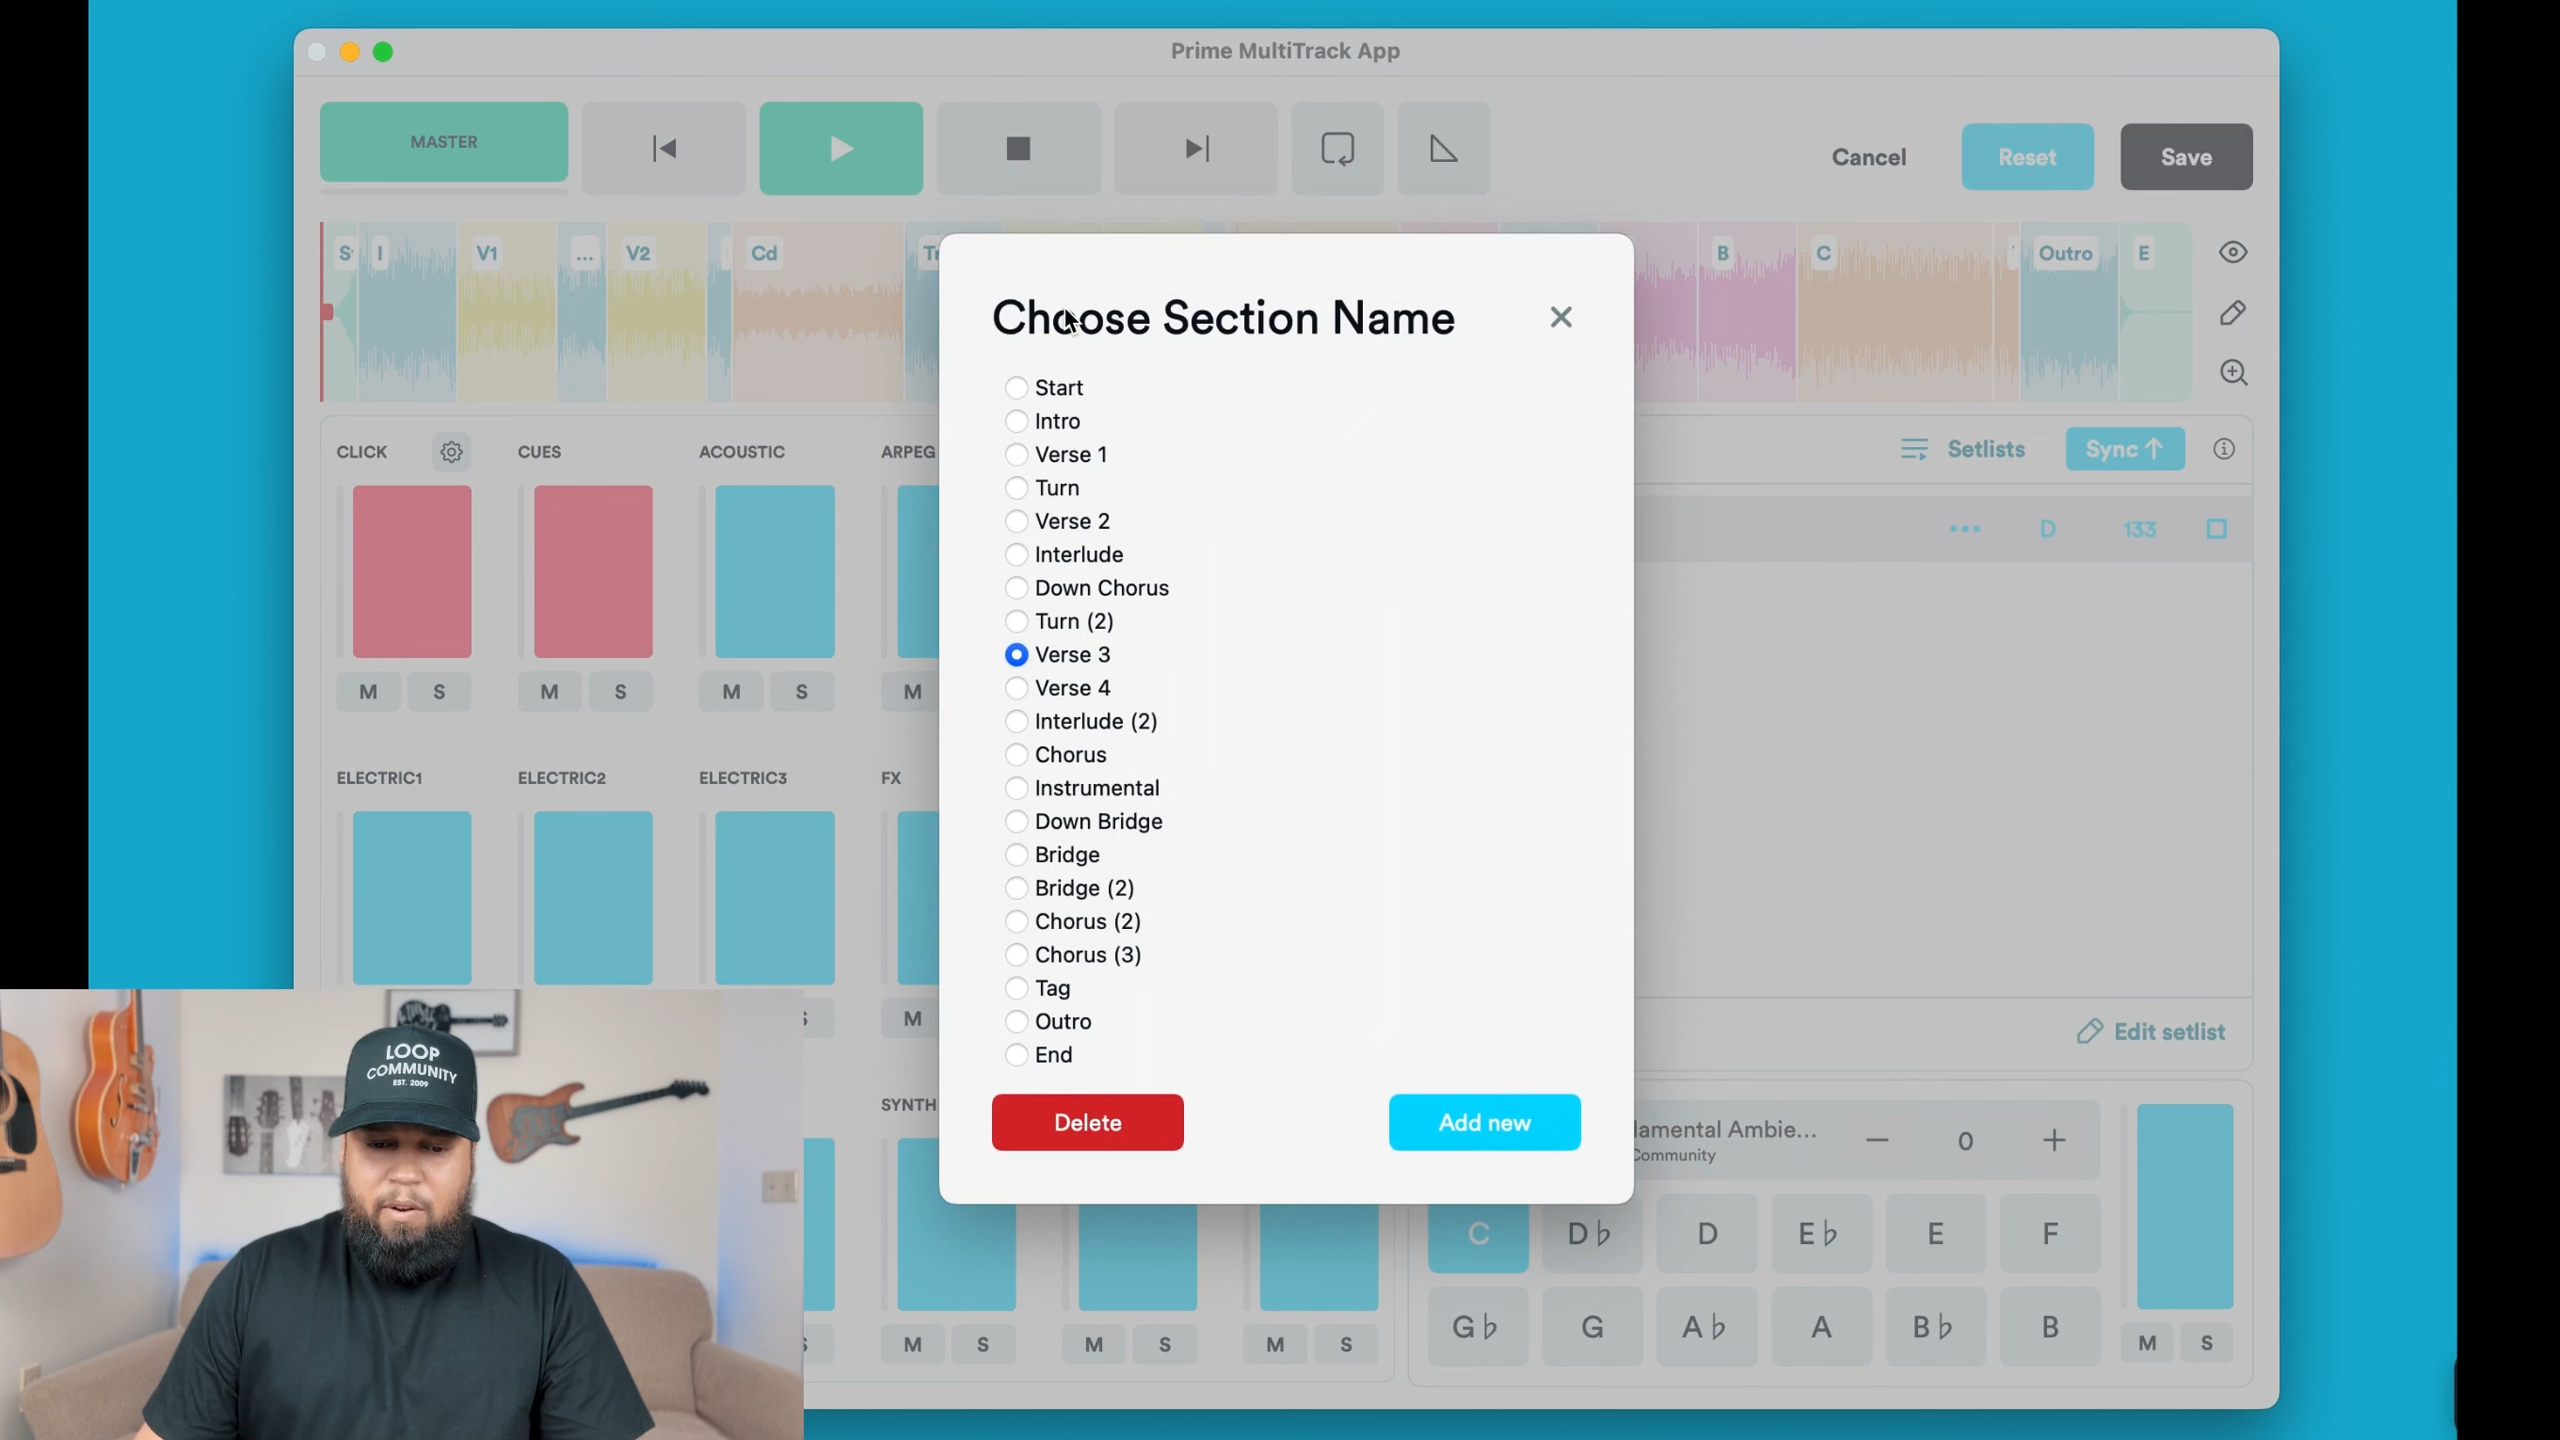 Prime MultiTrack App
MASTER
Cancel
Reset
Save
I
V1
...
V2
Cd
B
C
Outro
E
CLICK
CUES
ACOUSTIC
ARPEG
Setlists
Sync
D
133
M S
M S
M S
M
ELECTRIC1
ELECTRIC2
ELECTRIC3
FX
M
SYNTH
M S
M S
M S
Choose Section Name
Start
Intro
Verse 1
Turn
Verse 2
Interlude
Down Chorus
Turn (2)
Verse 3
Verse 4
Interlude (2)
Chorus
Instrumental
Down Bridge
Bridge
Bridge (2)
Chorus (2)
Chorus (3)
Tag
Outro
End
Delete
Add new
Edit setlist
lamental Ambie...
Community
0
C D♭ D E♭ E F
G♭ G A♭ A B♭ B
M S
LOOP
COMMUNITY
EST. 2009